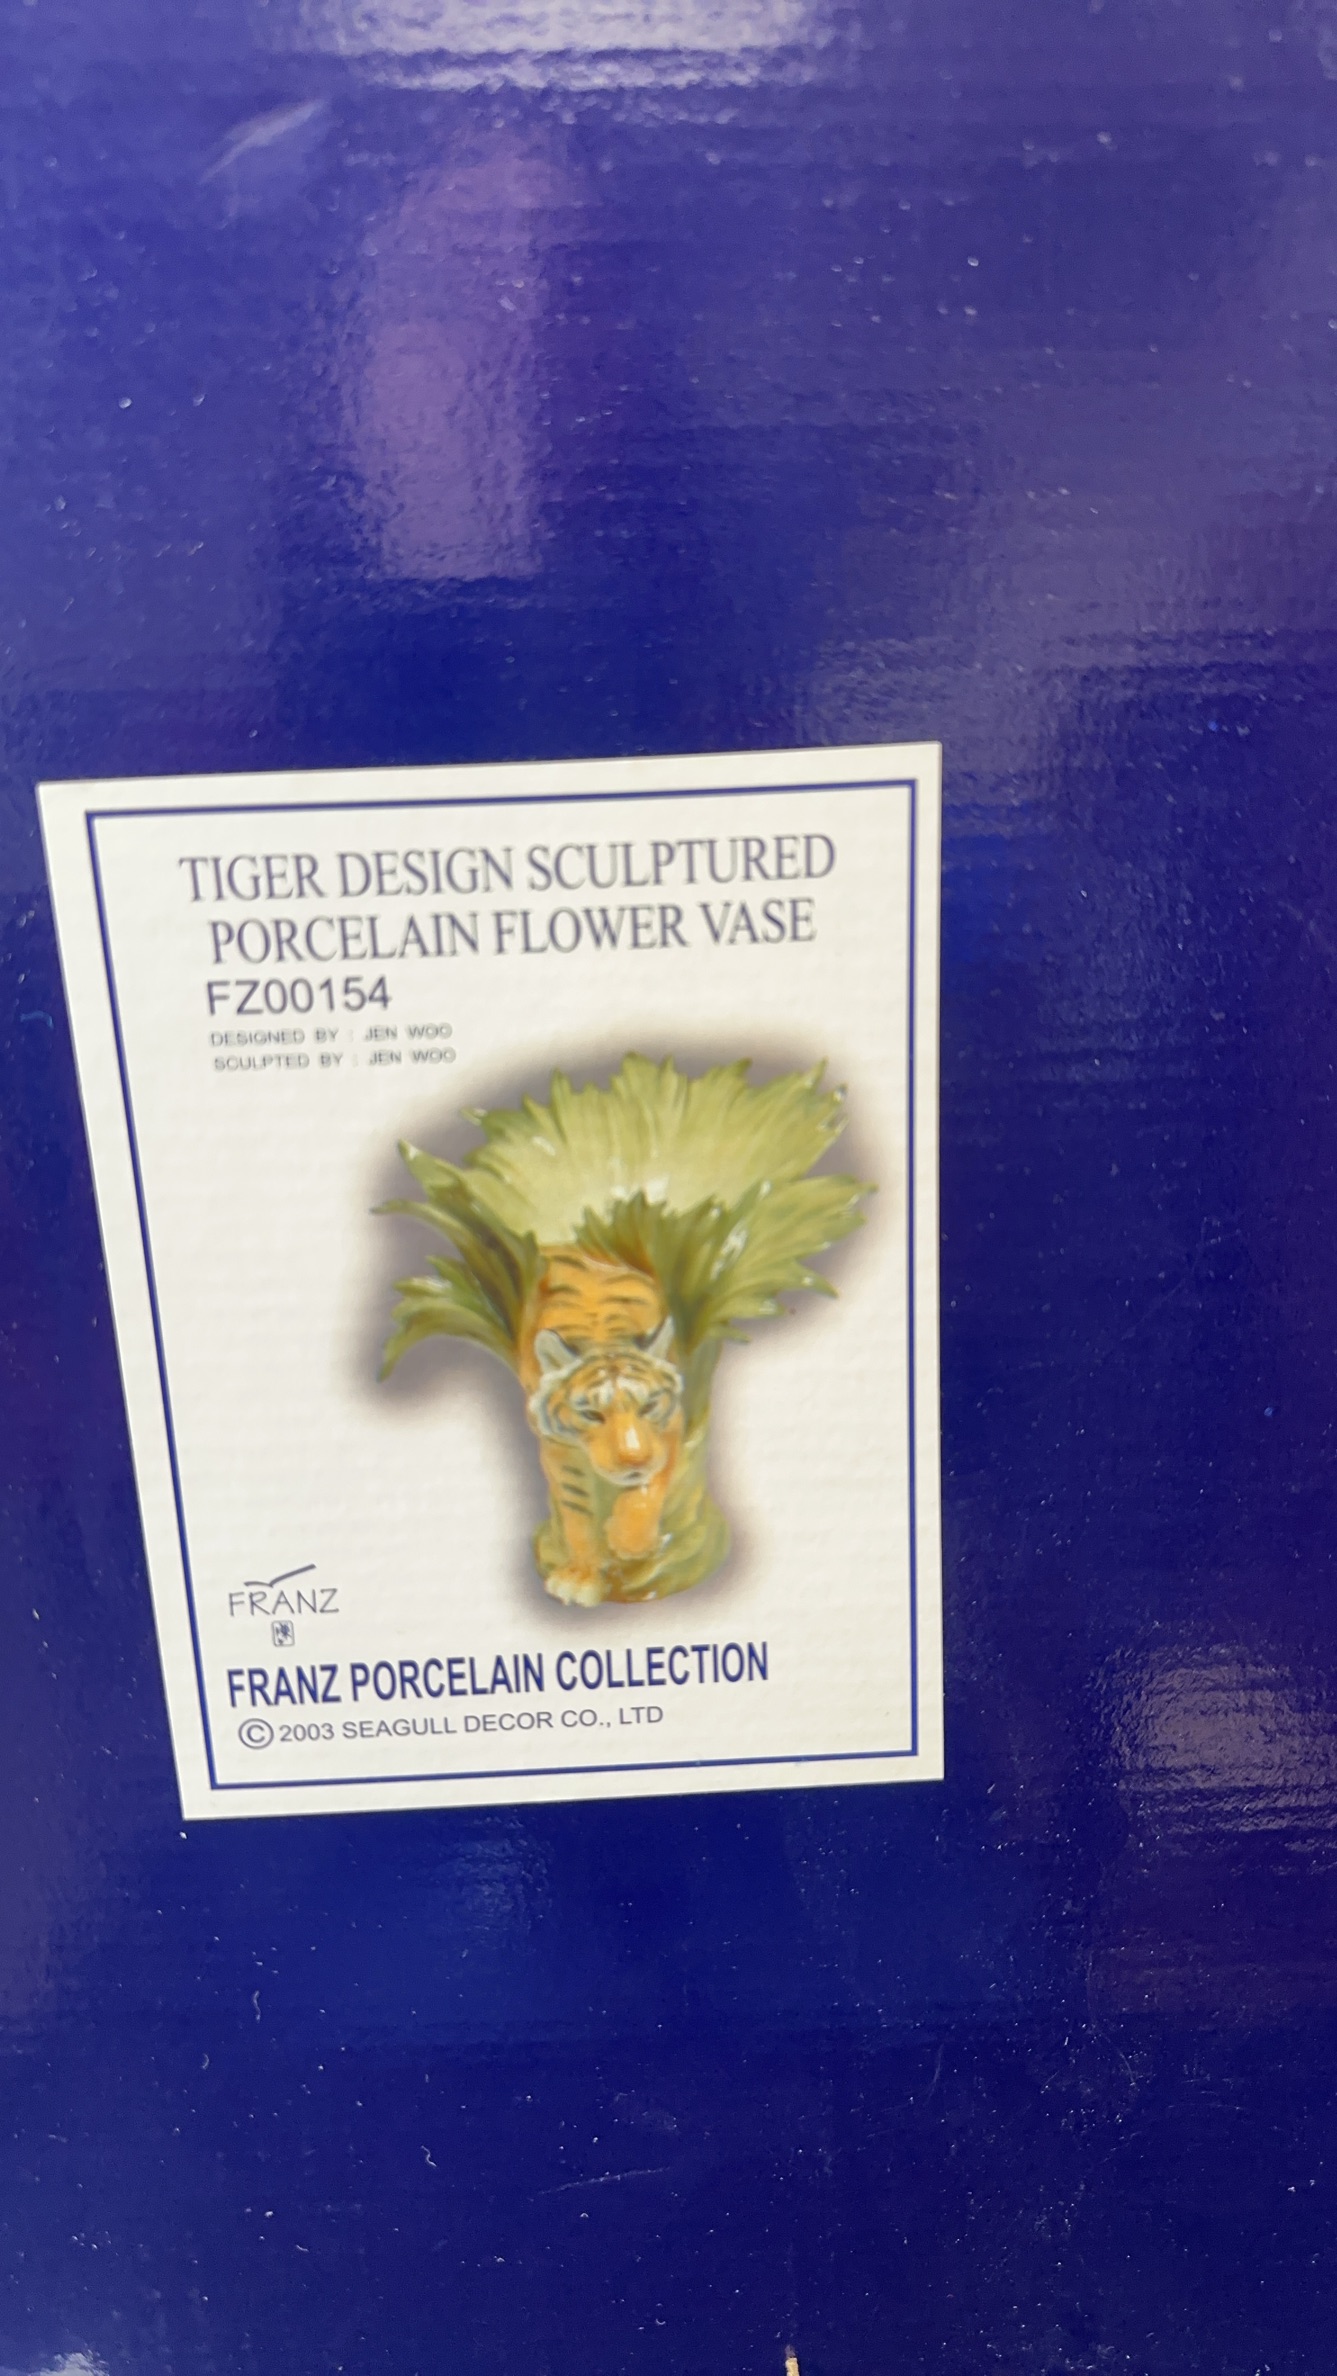 TIGER DESIGN SCULPTURED
PORCELAIN FLOWER VASE
FZ00154
DESIGNED BY : JEN WOO
SCULPTED BY : JEN WOO
FRANZ
FRANZ PORCELAIN COLLECTION
© 2003 SEAGULL DECOR CO., LTD